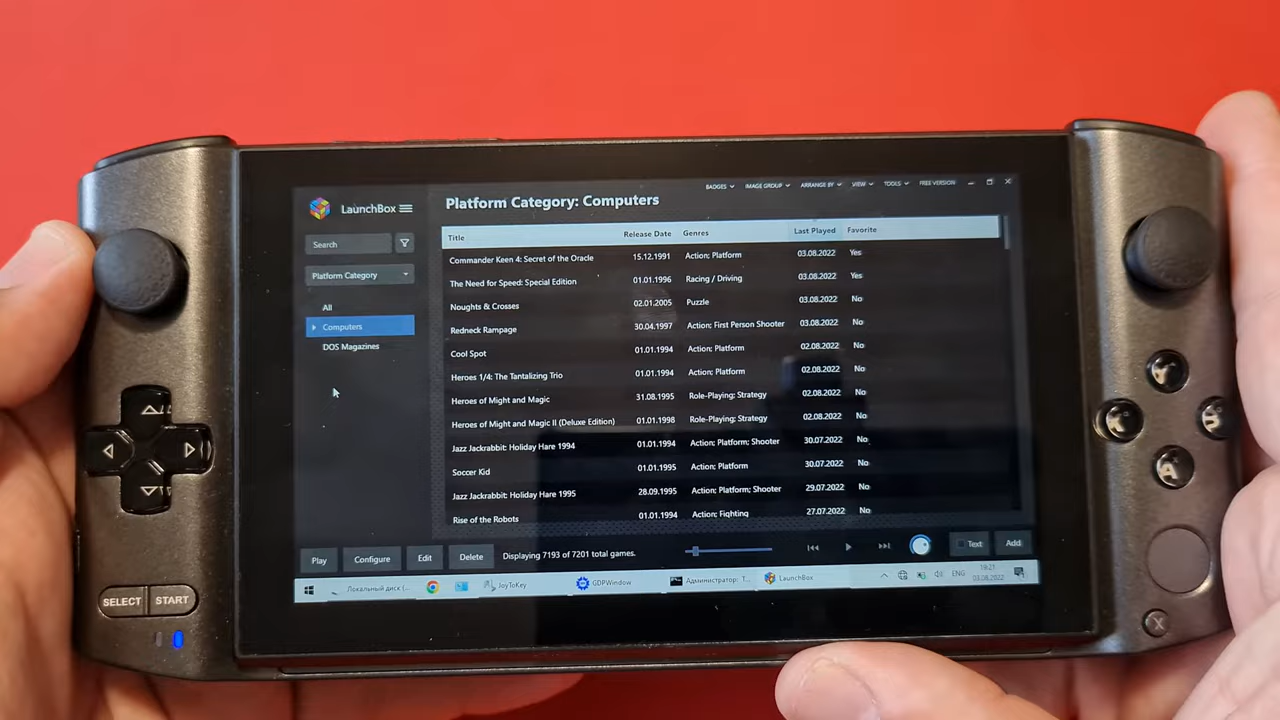 BADGES IMAGE GROUP ARRANGE BY VIEW TOOLS FREE VERSION
LaunchBox
Platform Category: Computers
Search
Platform Category
All
Computers
DOS Magazines
Title Release Date Genres Last Played Favorite
Commander Keen 4: Secret of the Oracle 15.12.1991 Action; Platform 03.08.2022 Yes
The Need for Speed: Special Edition 01.01.1996 Racing / Driving 03.08.2022 Yes
Noughts & Crosses 02.01.2005 Puzzle 03.08.2022 No
Redneck Rampage 30.04.1997 Action; First Person Shooter 03.08.2022 No
Cool Spot 01.01.1994 Action; Platform 02.08.2022 No
Heroes 1/4: The Tantalizing Trio 01.01.1994 Action; Platform 02.08.2022 No
Heroes of Might and Magic 31.08.1995 Role-Playing; Strategy 02.08.2022 No
Heroes of Might and Magic II (Deluxe Edition) 01.01.1998 Role-Playing; Strategy 02.08.2022 No
Jazz Jackrabbit: Holiday Hare 1994 01.01.1994 Action; Platform; Shooter 30.07.2022 No
Soccer Kid 01.01.1995 Action; Platform 30.07.2022 No
Jazz Jackrabbit: Holiday Hare 1995 28.09.1995 Action; Platform; Shooter 29.07.2022 No
Rise of the Robots 01.01.1994 Action; Fighting 27.07.2022 No
Play Configure Edit Delete Displaying 7193 of 7201 total games. Text Add
Локальный диск (... JoyToKey GDPWindow Администратор: T... LaunchBox ENG 19:21
03.08.2022
SELECT START
A
X